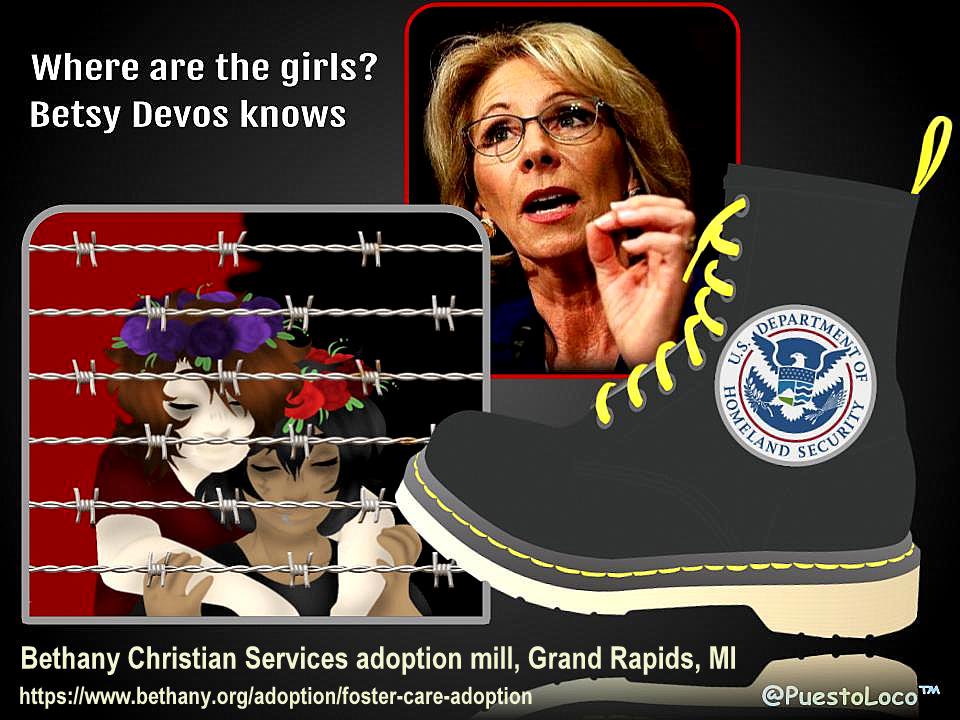 Where are the girls?
Betsy Devos knows
U.S. DEPARTMENT OF
HOMELAND SECURITY
Bethany Christian Services adoption mill, Grand Rapids, MI
https://www.bethany.org/adoption/foster-care-adoption
@PuestoLoco™